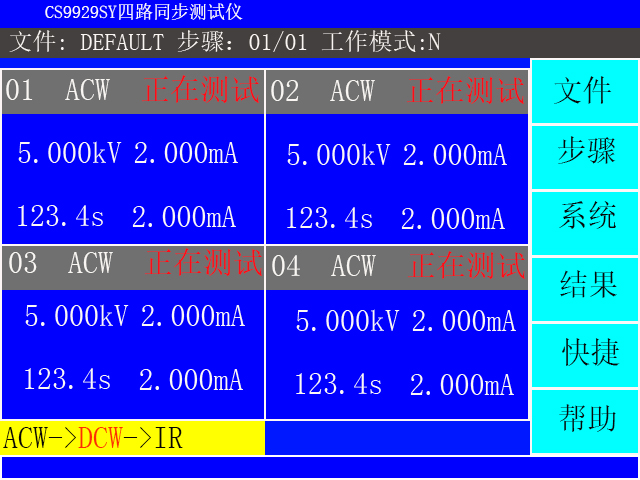 CS9929SY四路同步测试仪
文件: DEFAULT 步骤: 01/01 工作模式:N
01 ACW 正在测试
5.000kV 2.000mA
123.4s 2.000mA
02 ACW 正在测试
5.000kV 2.000mA
123.4s 2.000mA
03 ACW 正在测试
5.000kV 2.000mA
123.4s 2.000mA
04 ACW 正在测试
5.000kV 2.000mA
123.4s 2.000mA
ACW->DCW->IR
文件
步骤
系统
结果
快捷
帮助